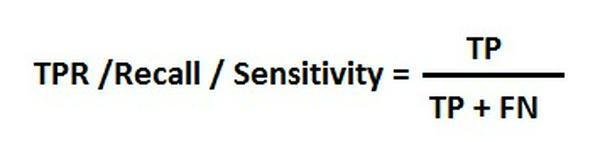 TP
TPR /Recall / Sensitivity =
TP + FN